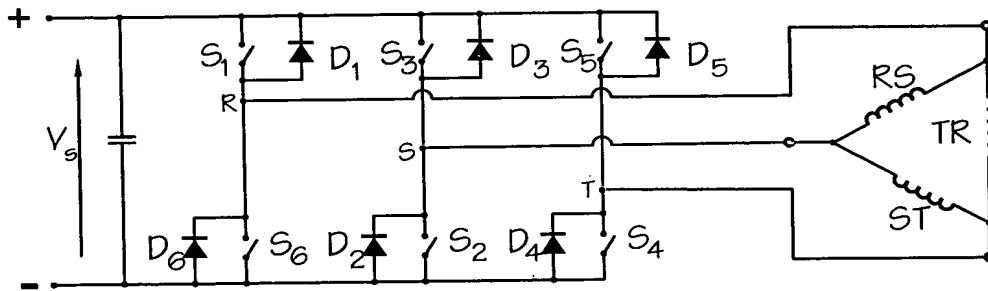 +
S1 D1 S3 D3 S5 D5
R
RS
Vs
TR
S
T
ST
D6 S6 D2 S2 D4 S4
-